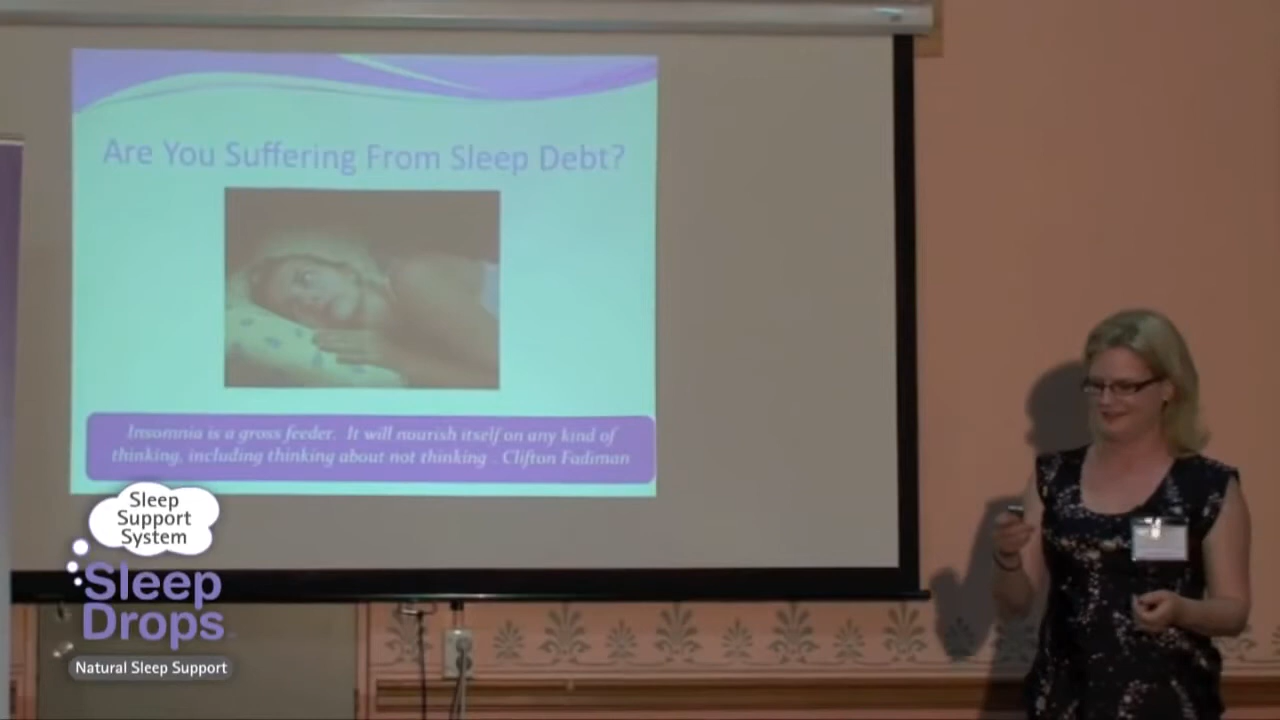 Are You Suffering From Sleep Debt?
Insomnia is a gross feeder. It will nourish itself on any kind of
thinking, including thinking about not thinking . Clifton Fadiman
Sleep
Support
System
Sleep
Drops
Natural Sleep Support